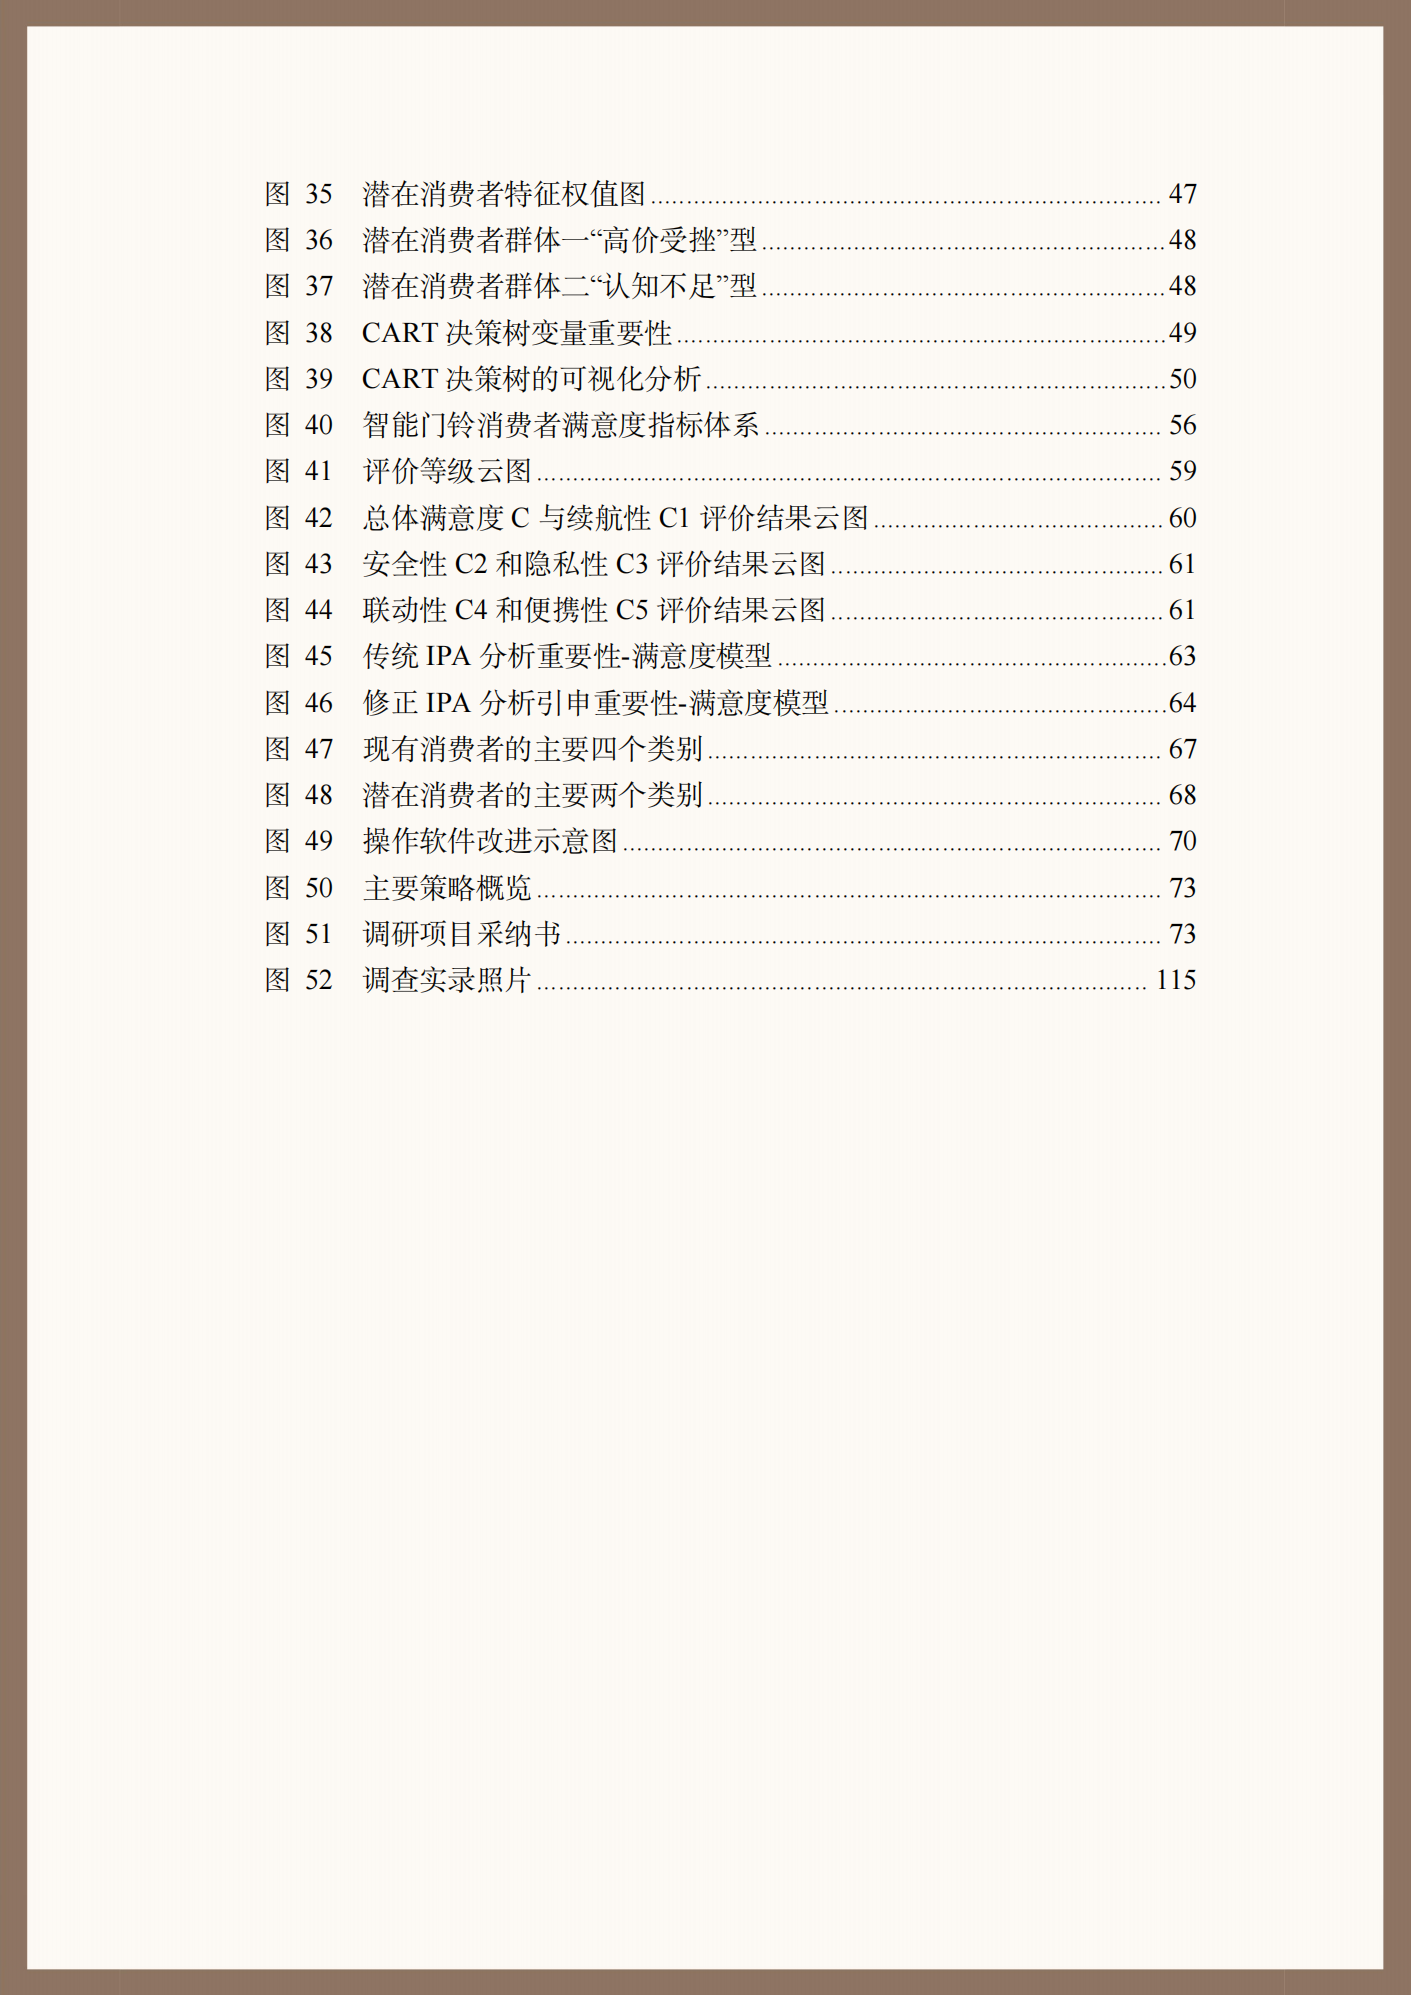 图 35 潜在消费者特征权值图........................................................................ 47
图 36 潜在消费者群体一“高价受挫”型.........................................................48
图 37 潜在消费者群体二“认知不足”型.........................................................48
图 38 CART 决策树变量重要性.....................................................................49
图 39 CART 决策树的可视化分析.................................................................50
图 40 智能门铃消费者满意度指标体系........................................................ 56
图 41 评价等级云图........................................................................................ 59
图 42 总体满意度 C 与续航性 C1 评价结果云图......................................... 60
图 43 安全性 C2 和隐私性 C3 评价结果云图............................................... 61
图 44 联动性 C4 和便携性 C5 评价结果云图............................................... 61
图 45 传统 IPA 分析重要性-满意度模型.......................................................63
图 46 修正 IPA 分析引申重要性-满意度模型...............................................64
图 47 现有消费者的主要四个类别................................................................ 67
图 48 潜在消费者的主要两个类别................................................................ 68
图 49 操作软件改进示意图............................................................................ 70
图 50 主要策略概览........................................................................................ 73
图 51 调研项目采纳书.................................................................................... 73
图 52 调查实录照片...................................................................................... 115